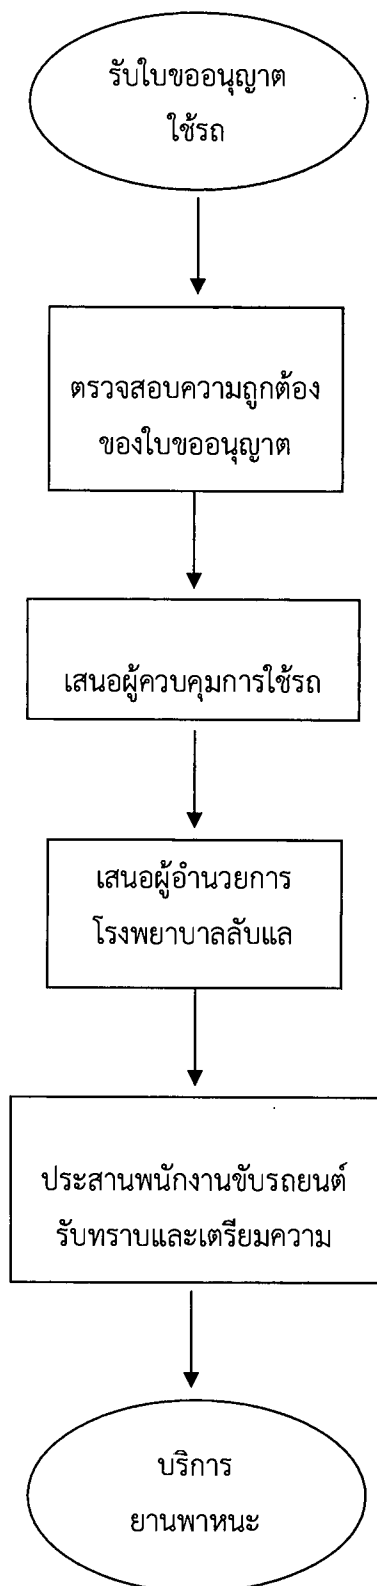 รับใบขออนุญาต
ใช้รถ
ตรวจสอบความถูกต้อง
ของใบขออนุญาต
เสนอผู้ควบคุมการใช้รถ
เสนอผู้อำนวยการ
โรงพยาบาลลับแล
ประสานพนักงานขับรถยนต์
รับทราบและเตรียมความ
บริการ
ยานพาหนะ